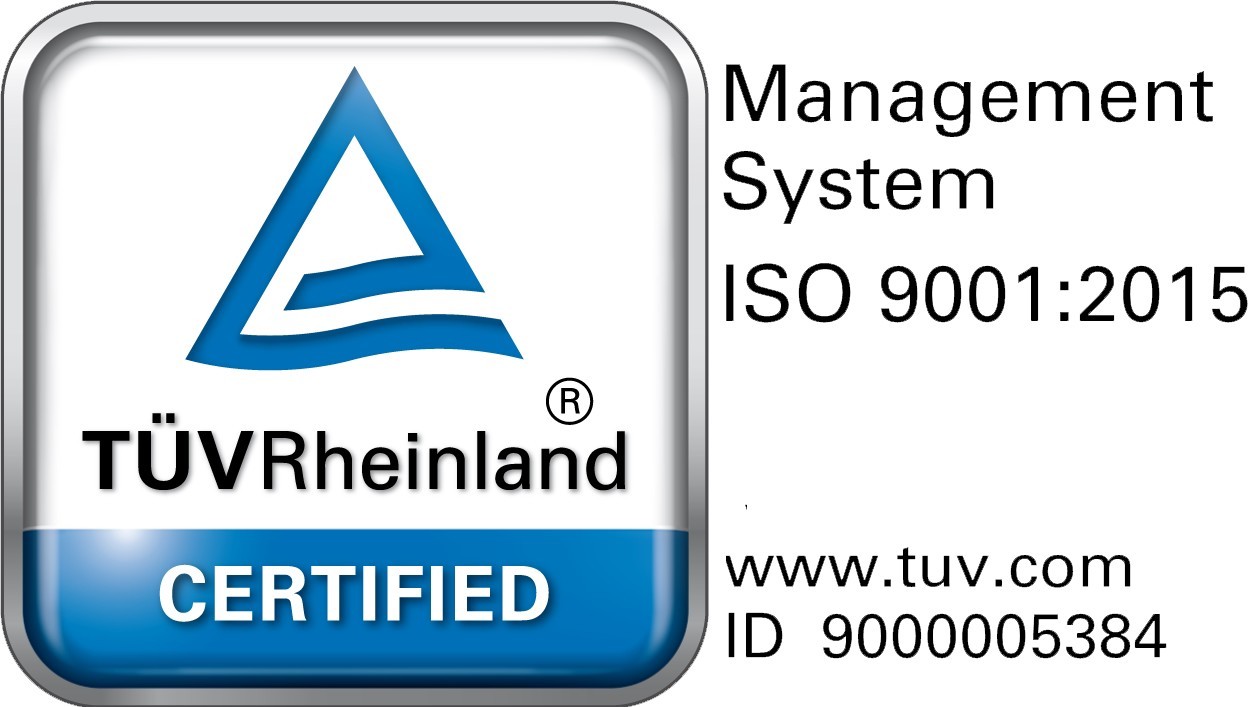 ®
TÜVRheinland
CERTIFIED
Management
System
ISO 9001:2015
www.tuv.com
ID 9000005384